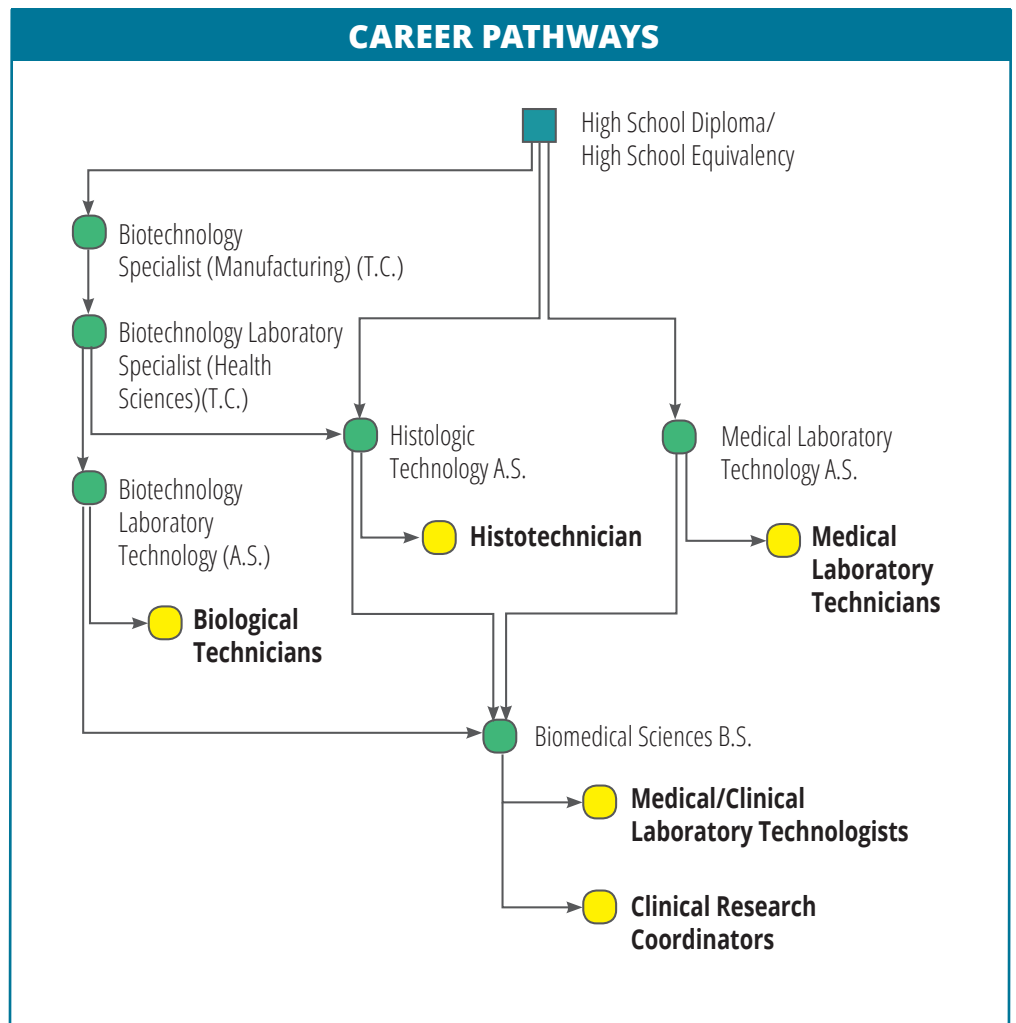 CAREER PATHWAYS
High School Diploma/
High School Equivalency
Biotechnology
Specialist (Manufacturing) (T.C.)
Biotechnology Laboratory
Specialist (Health
Sciences)(T.C.)
Histologic
Technology A.S.
Medical Laboratory
Technology A.S.
Biotechnology
Laboratory
Technology (A.S.)
Histotechnician
Medical
Laboratory
Technicians
Biological
Technicians
Biomedical Sciences B.S.
Medical/Clinical
Laboratory Technologists
Clinical Research
Coordinators